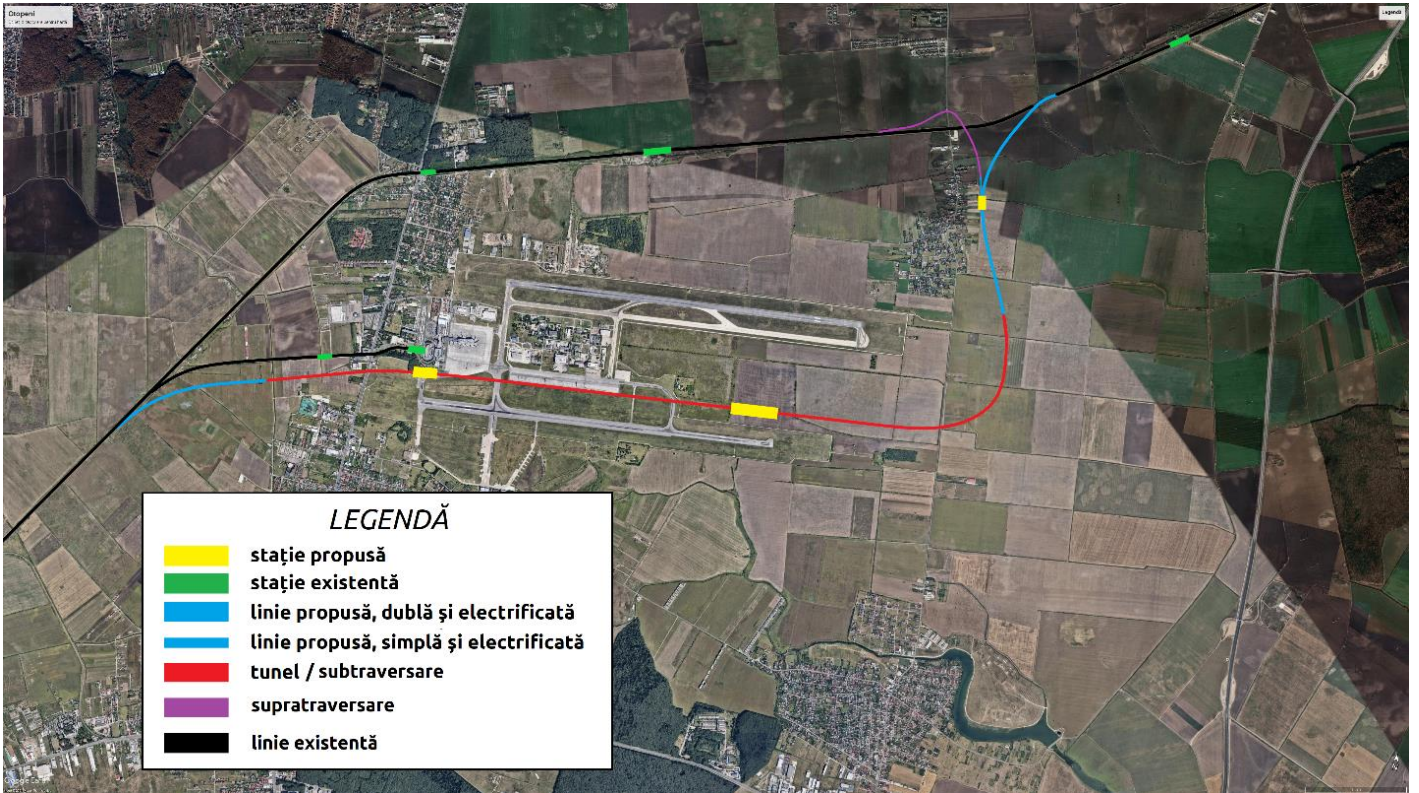 Otopeni
Legendă
LEGENDĂ
stație propusă
stație existentă
linie propusă, dublă și electrificată
linie propusă, simplă și electrificată
tunel / subtraversare
supratraversare
linie existentă